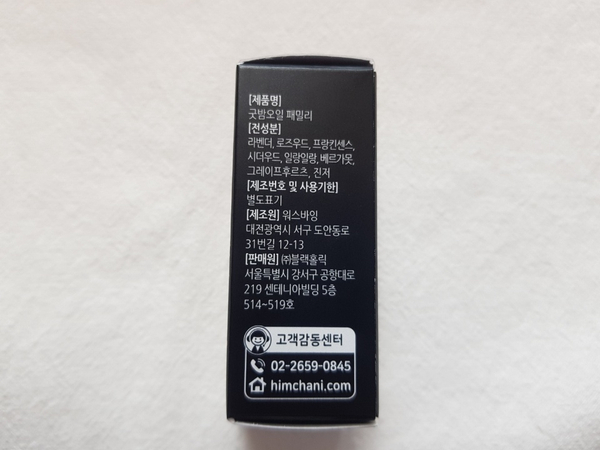 [제품명]
굿밤오일 패밀리
[전성분]
라벤더, 로즈우드, 프랑킨센스,
시더우드, 일랑일랑, 베르가못,
그레이프후르츠, 진저
[제조번호 및 사용기한]
별도표기
[제조원] 워스바잉
대전광역시 서구 도안동로
31번길 12-13
[판매원] ㈜블랙홀릭
서울특별시 강서구 공항대로
219 센테니아빌딩 5층
514~519호
고객감동센터
02-2659-0845
himchani.com